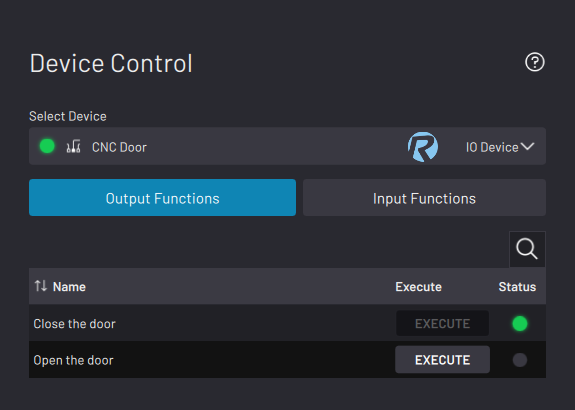 Device Control
Select Device
CNC Door IO Device
Output Functions Input Functions
Name Execute Status
Close the door EXECUTE
Open the door EXECUTE